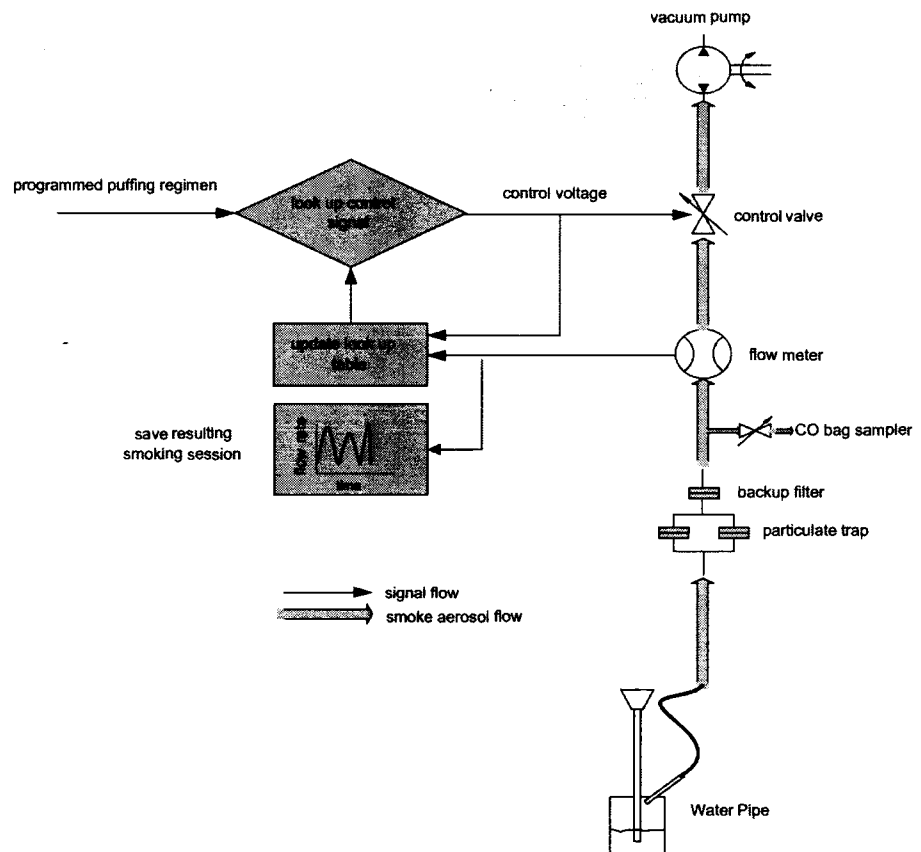 vacuum pump
programmed puffing regimen
look up control
signal
control voltage
control valve
update look up
table
flow meter
save resulting
smoking session
flow rate
time
CO bag sampler
backup filter
particulate trap
signal flow
smoke aerosol flow
Water Pipe